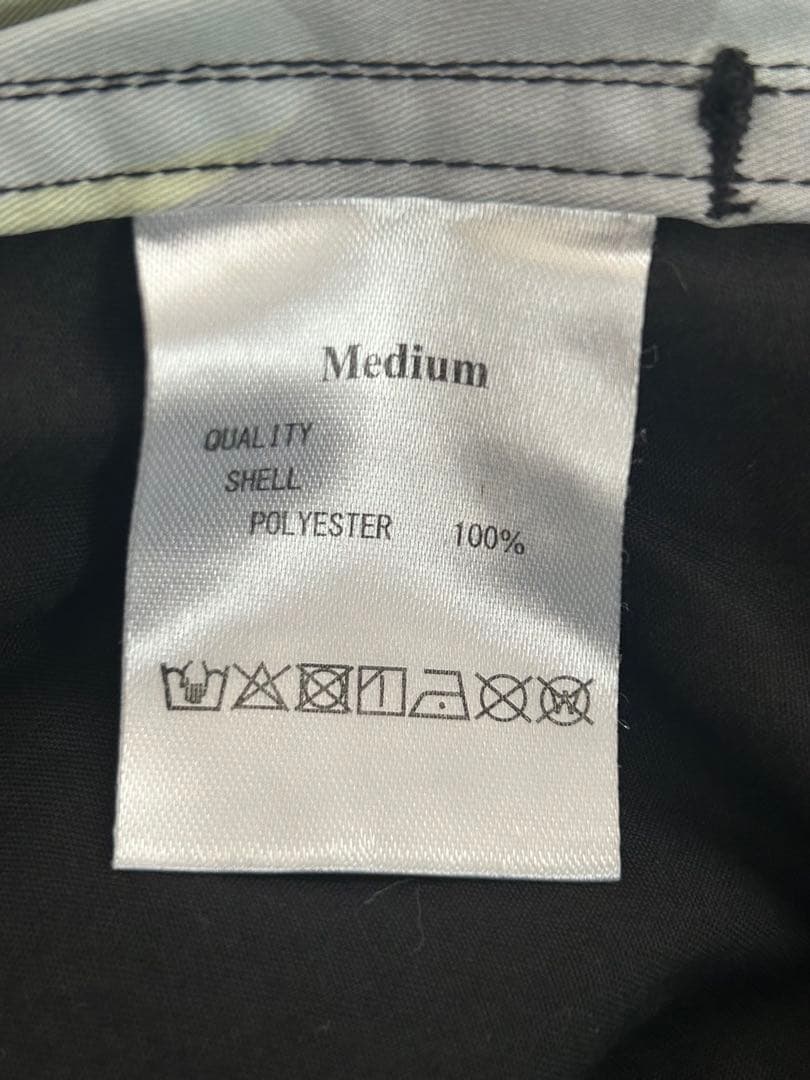 Medium
QUALITY
SHELL
POLYESTER 100%
W